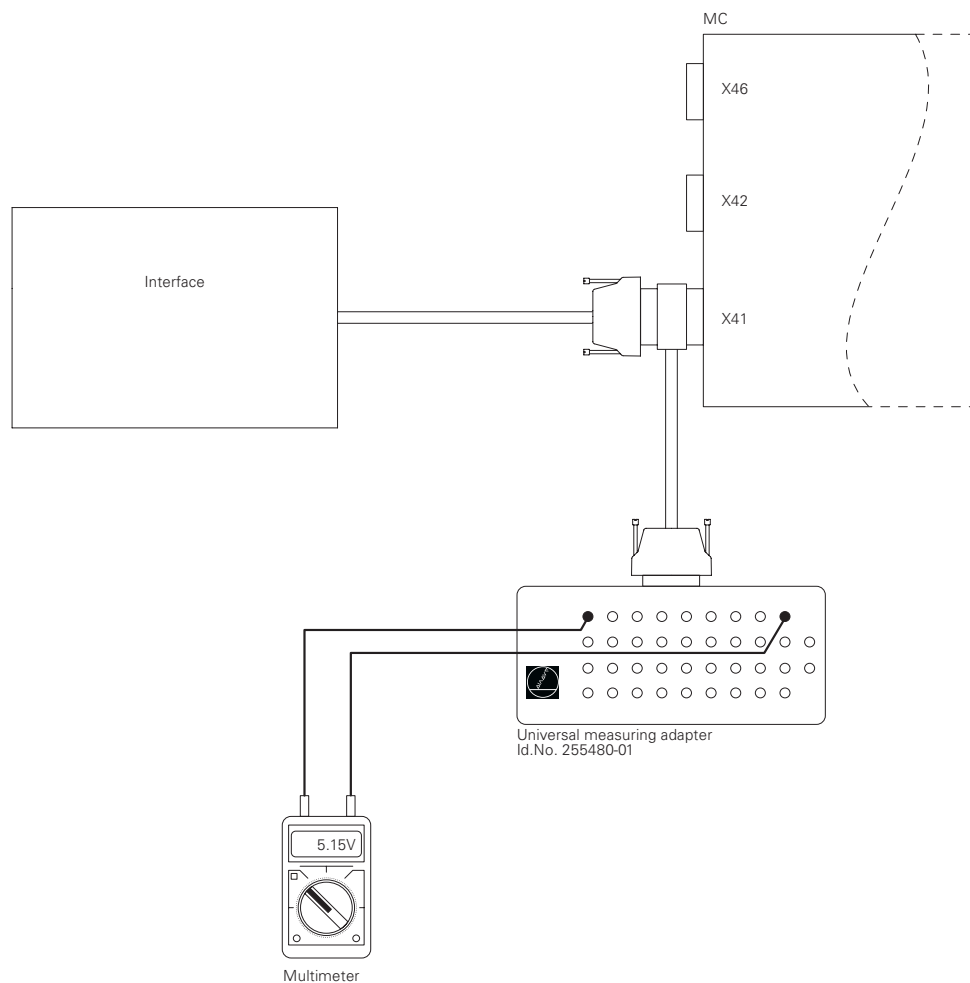 MC
X46
X42
Interface
X41
Universal measuring adapter
Id.No. 255480-01
5.15V
Multimeter